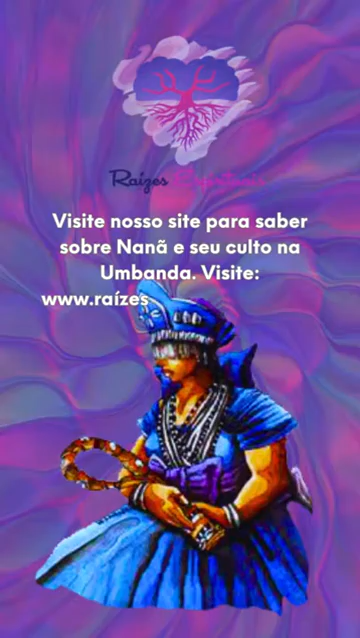 Raízes
Visite nosso site para saber
sobre Nanã e seu culto na
Umbanda. Visite:
www.raízes